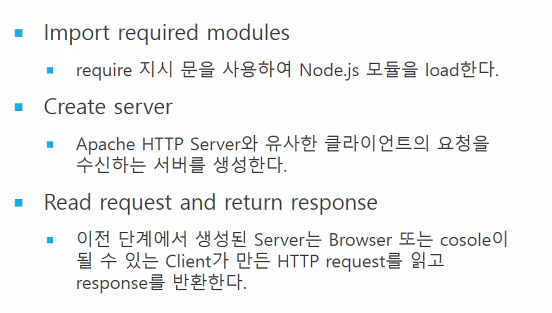 Import required modules
require 지시 문을 사용하여 Node.js 모듈을 load한다.
Create server
Apache HTTP Server와 유사한 클라이언트의 요청을
수신하는 서버를 생성한다.
Read request and return response
이전 단계에서 생성된 Server는 Browser 또는 cosole이
될 수 있는 Client가 만든 HTTP request를 읽고
response를 반환한다.